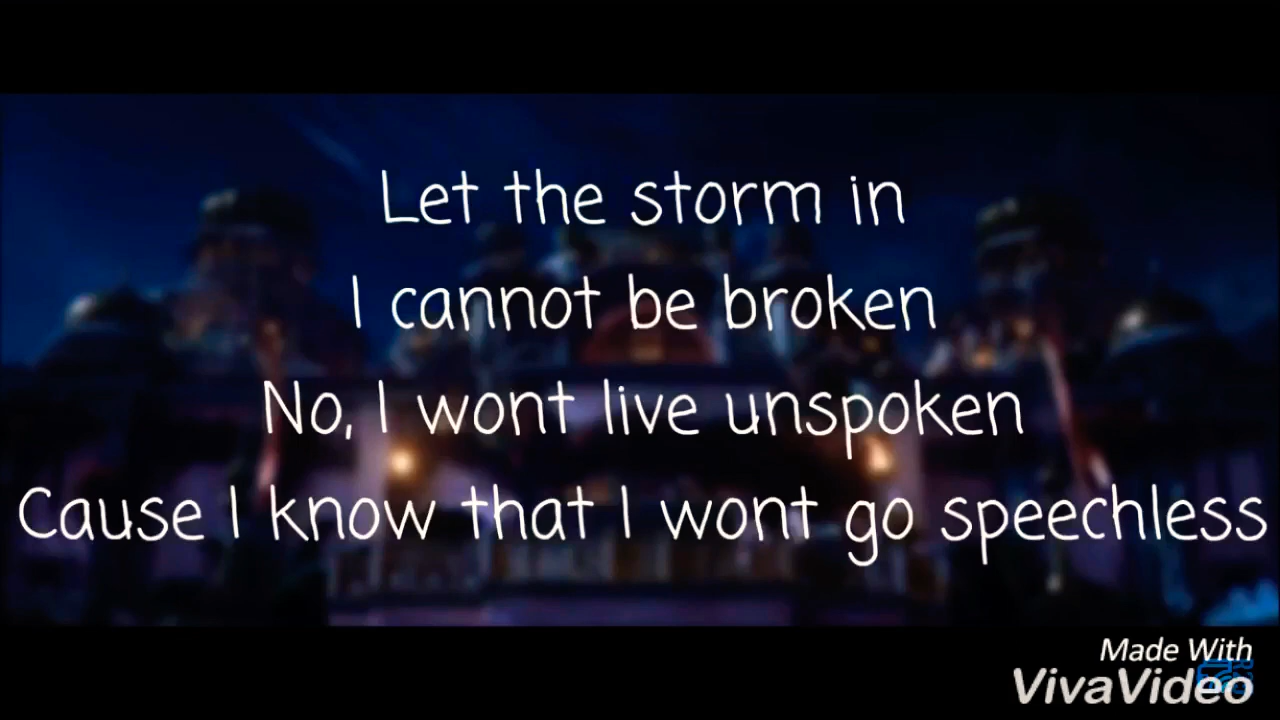 Let the storm in
I cannot be broken
No, I wont live unspoken
Cause I know that I wont go speechless
Made With
VivaVideo